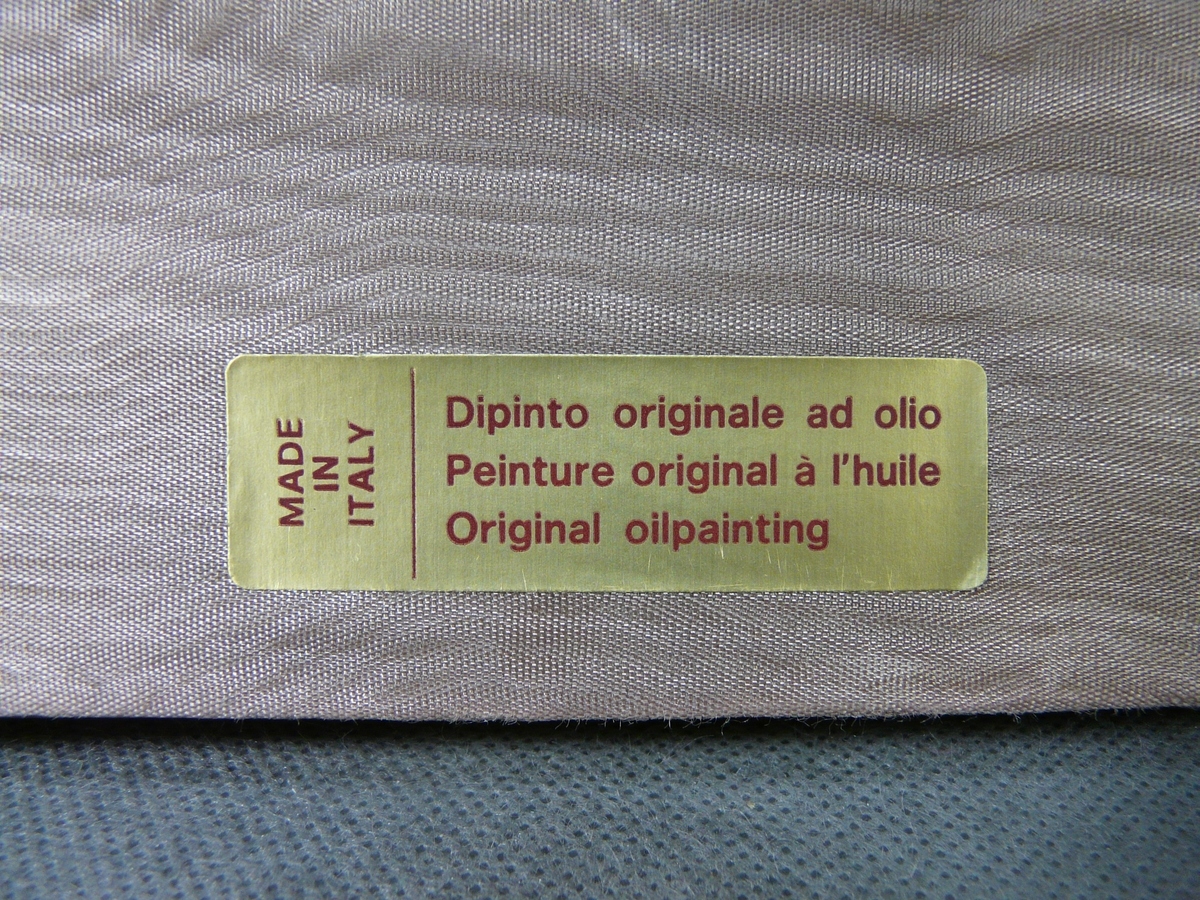 MADE
IN
ITALY
Dipinto originale ad olio
Peinture original à l'huile
Original oilpainting